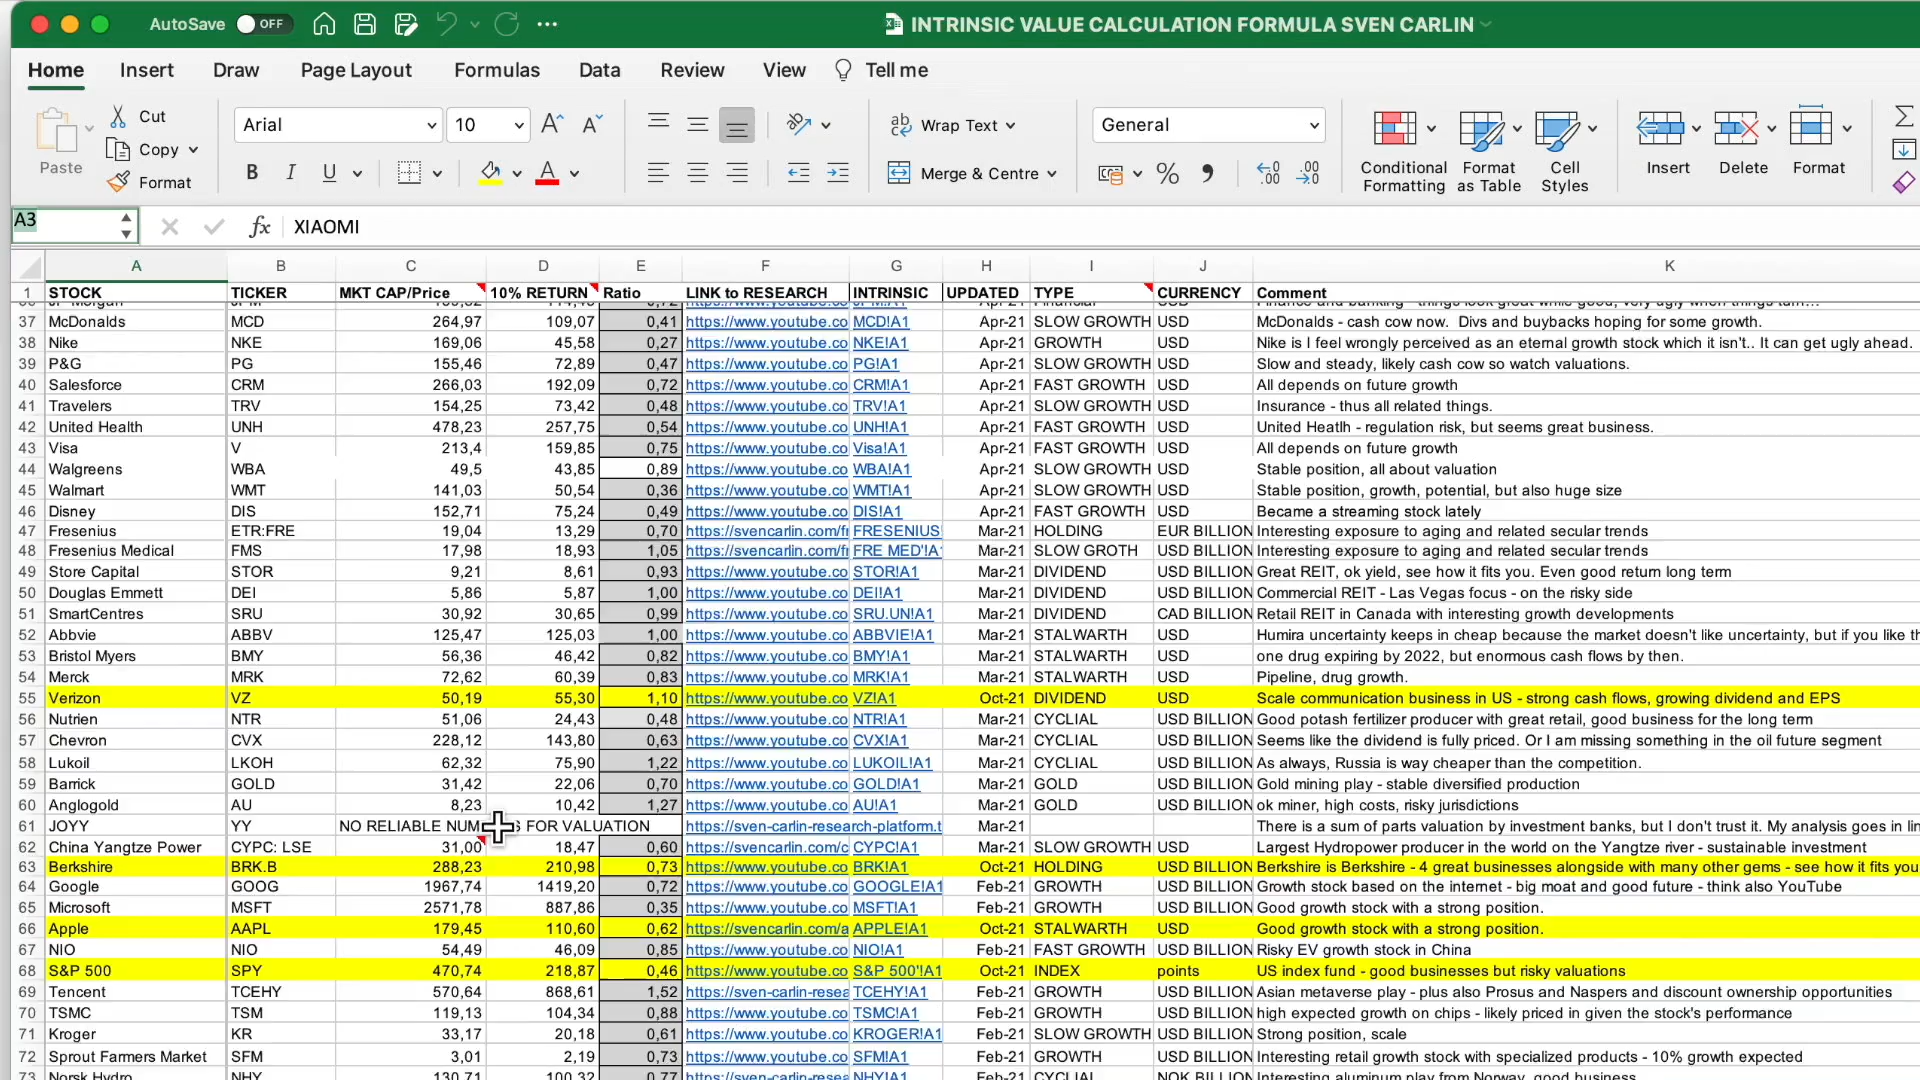 AutoSave OFF INTRINSIC VALUE CALCULATION FORMULA SVEN CARLIN
Home Insert Draw Page Layout Formulas Data Review View Tell me
Paste Cut Copy Format
Arial 10
B I U A
ab Wrap Text
Merge & Centre
General
Conditional Formatting
Format as Table
Cell Styles
Insert Delete Format
A3 fx XIAOMI
A B C D E F G H I J K
1 STOCK TICKER MKT CAP/Price 10% RETURN Ratio LINK to RESEARCH INTRINSIC UPDATED TYPE CURRENCY Comment
37 McDonalds MCD 264,97 109,07 0,41 https://www.youtube.co MCD!A1 Apr-21 SLOW GROWTH USD McDonalds - cash cow now. Divs and buybacks hoping for some growth.
38 Nike NKE 169,06 45,58 0,27 https://www.youtube.co NKE!A1 Apr-21 GROWTH USD Nike is I feel wrongly perceived as an eternal growth stock which it isn't.. It can get ugly ahead.
39 P&G PG 155,46 72,89 0,47 https://www.youtube.co PG!A1 Apr-21 SLOW GROWTH USD Slow and steady, likely cash cow so watch valuations.
40 Salesforce CRM 266,03 192,09 0,72 https://www.youtube.co CRM!A1 Apr-21 FAST GROWTH USD All depends on future growth
41 Travelers TRV 154,25 73,42 0,48 https://www.youtube.co TRV!A1 Apr-21 SLOW GROWTH USD Insurance - thus all related things.
42 United Health UNH 478,23 257,75 0,54 https://www.youtube.co UNH!A1 Apr-21 FAST GROWTH USD United Heatlh - regulation risk, but seems great business.
43 Visa V 213,4 159,85 0,75 https://www.youtube.co Visa!A1 Apr-21 FAST GROWTH USD All depends on future growth
44 Walgreens WBA 49,5 43,85 0,89 https://www.youtube.co WBA!A1 Apr-21 SLOW GROWTH USD Stable position, all about valuation
45 Walmart WMT 141,03 50,54 0,36 https://www.youtube.co WMT!A1 Apr-21 SLOW GROWTH USD Stable position, growth, potential, but also huge size
46 Disney DIS 152,71 75,24 0,49 https://www.youtube.co DIS!A1 Apr-21 FAST GROWTH USD Became a streaming stock lately
47 Fresenius ETR:FRE 19,04 13,29 0,70 https://svencarlin.com/fr FRESENIUS! Mar-21 HOLDING EUR BILLION Interesting exposure to aging and related secular trends
48 Fresenius Medical FMS 17,98 18,93 1,05 https://svencarlin.com/fr FRE MED'!A Mar-21 SLOW GROTH USD BILLION Interesting exposure to aging and related secular trends
49 Store Capital STOR 9,21 8,61 0,93 https://www.youtube.co STOR!A1 Mar-21 DIVIDEND USD BILLION Great REIT, ok yield, see how it fits you. Even good return long term
50 Douglas Emmett DEI 5,86 5,87 1,00 https://www.youtube.co DEI!A1 Mar-21 DIVIDEND USD BILLION Commercial REIT - Las Vegas focus - on the risky side
51 SmartCentres SRU 30,92 30,65 0,99 https://www.youtube.co SRU.UN!A1 Mar-21 DIVIDEND CAD BILLION Retail REIT in Canada with interesting growth developments
52 Abbvie ABBV 125,47 125,03 1,00 https://www.youtube.co ABBVIE!A1 Mar-21 STALWARTH USD Humira uncertainty keeps in cheap because the market doesn't like uncertainty, but if you like th
53 Bristol Myers BMY 56,36 46,42 0,82 https://www.youtube.co BMY!A1 Mar-21 STALWARTH USD one drug expiring by 2022, but enormous cash flows by then.
54 Merck MRK 72,62 60,39 0,83 https://www.youtube.co MRK!A1 Mar-21 STALWARTH USD Pipeline, drug growth.
55 Verizon VZ 50,19 55,30 1,10 https://www.youtube.co VZ!A1 Oct-21 DIVIDEND USD Scale communication business in US - strong cash flows, growing dividend and EPS
56 Nutrien NTR 51,06 24,43 0,48 https://www.youtube.co NTR!A1 Mar-21 CYCLIAL USD BILLION Good potash fertilizer producer with great retail, good business for the long term
57 Chevron CVX 228,12 143,80 0,63 https://www.youtube.co CVX!A1 Mar-21 CYCLIAL USD BILLION Seems like the dividend is fully priced. Or I am missing something in the oil future segment
58 Lukoil LKOH 62,32 75,90 1,22 https://www.youtube.co LUKOIL!A1 Mar-21 CYCLIAL USD BILLION As always, Russia is way cheaper than the competition.
59 Barrick GOLD 31,42 22,06 0,70 https://www.youtube.co GOLD!A1 Mar-21 GOLD USD BILLION Gold mining play - stable diversified production
60 Anglogold AU 8,23 10,42 1,27 https://www.youtube.co AU!A1 Mar-21 GOLD USD BILLION ok miner, high costs, risky jurisdictions
61 JOYY YY NO RELIABLE NUM S FOR VALUATION https://sven-carlin-research-platform.t Mar-21 There is a sum of parts valuation by investment banks, but I don't trust it. My analysis goes in lin
62 China Yangtze Power CYPC: LSE 31,00 18,47 0,60 https://svencarlin.com/c CYPC!A1 Mar-21 SLOW GROWTH USD BILLION Largest Hydropower producer in the world on the Yangtze river - sustainable investment
63 Berkshire BRK.B 288,23 210,98 0,73 https://www.youtube.co BRK!A1 Oct-21 HOLDING USD BILLION Berkshire is Berkshire - 4 great businesses alongside with many other gems - see how it fits you
64 Google GOOG 1967,74 1419,20 0,72 https://www.youtube.co GOOGLE!A1 Feb-21 GROWTH USD BILLION Growth stock based on the internet - big moat and good future - think also YouTube
65 Microsoft MSFT 2571,78 887,86 0,35 https://www.youtube.co MSFT!A1 Feb-21 GROWTH USD BILLION Good growth stock with a strong position.
66 Apple AAPL 179,45 110,60 0,62 https://svencarlin.com/a APPLE!A1 Oct-21 STALWARTH USD Good growth stock with a strong position.
67 NIO NIO 54,49 46,09 0,85 https://www.youtube.co NIO!A1 Feb-21 FAST GROWTH USD BILLION Risky EV growth stock in China
68 S&P 500 SPY 470,74 218,87 0,46 https://www.youtube.co S&P 500'!A1 Oct-21 INDEX points US index fund - good businesses but risky valuations
69 Tencent TCEHY 570,64 868,61 1,52 https://sven-carlin-resea TCEHY!A1 Feb-21 GROWTH USD BILLION Asian metaverse play - plus also Prosus and Naspers and discount ownership opportunities
70 TSMC TSM 119,13 104,34 0,88 https://www.youtube.co TSMC!A1 Feb-21 GROWTH USD BILLION high expected growth on chips - likely priced in given the stock's performance
71 Kroger KR 33,17 20,18 0,61 https://www.youtube.co KROGER!A1 Feb-21 SLOW GROWTH USD BILLION Strong position, scale
72 Sprout Farmers Market SFM 3,01 2,19 0,73 https://www.youtube.co SFM!A1 Feb-21 GROWTH USD BILLION Interesting retail growth stock with specialized products - 10% growth expected
73 Norsk Hydro NHY 130,71 100,32 0,77 https://sven-carlin-resea NHY!A1 Feb-21 CYCLIAL NOK BILLION Interesting aluminum play from Norway, good business